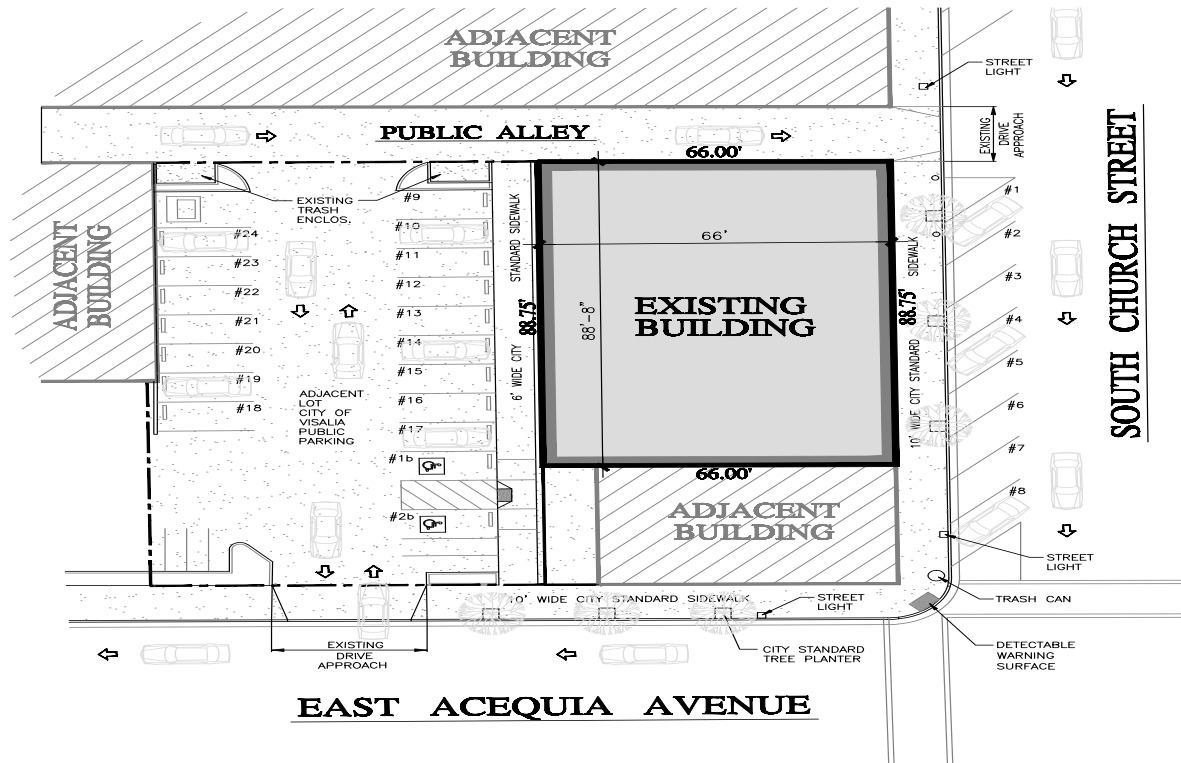 ADJACENT
BUILDING
STREET
LIGHT
PUBLIC ALLEY
66.00'
EXISTING
DRIVE
APPROACH
SOUTH CHURCH STREET
EXISTING
TRASH
ENCLOS.
ADJACENT
BUILDING
#24
#23
#22
#21
#20
#19
#18
#9
#10
#11
#12
#13
#14
#15
#16
#17
#1b
#2b
ADJACENT
LOT
CITY OF
VISALIA
PUBLIC
PARKING
6' WIDE CITY STANDARD SIDEWALK
88.75'
66'
88'-8"
EXISTING
BUILDING
88.75'
10' WIDE CITY STANDARD SIDEWALK
#1
#2
#3
#4
#5
#6
#7
#8
66.00'
ADJACENT
BUILDING
STREET
LIGHT
TRASH CAN
DETECTABLE
WARNING
SURFACE
10' WIDE CITY STANDARD SIDEWALK
STREET
LIGHT
CITY STANDARD
TREE PLANTER
EXISTING
DRIVE
APPROACH
EAST ACEQUIA AVENUE